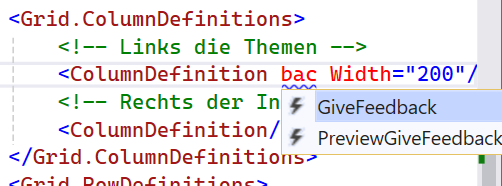 <Grid.ColumnDefinitions>
<!-- Links die Themen -->
<ColumnDefinition bac Width="200"/
<!-- Rechts der In
GiveFeedback
<ColumnDefinition/
PreviewGiveFeedback
</Grid.ColumnDefinitions>
<Grid.RowDefinitions>